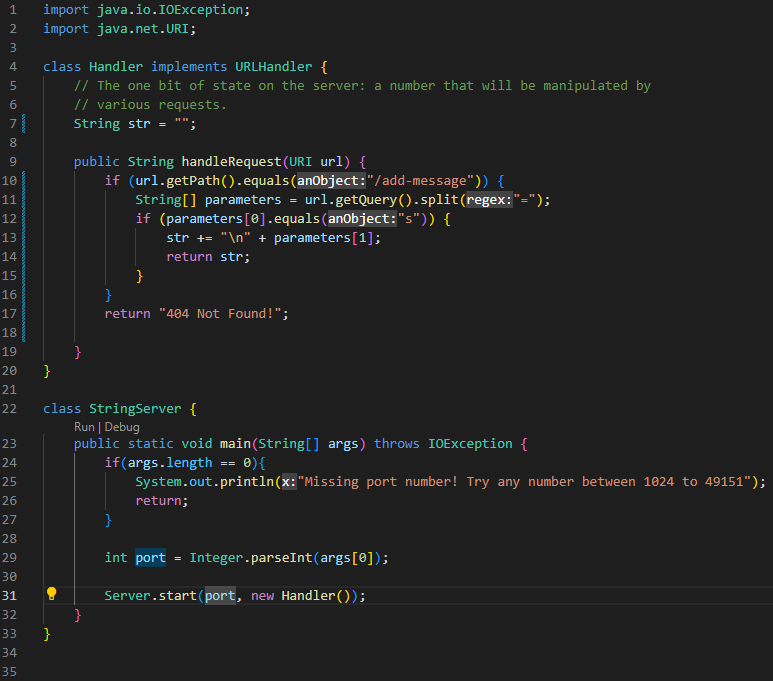 1 import java.io.IOException;
2 import java.net.URI;
3
4 class Handler implements URLHandler {
5 // The one bit of state on the server: a number that will be manipulated by
6 // various requests.
7 String str = "";
8
9 public String handleRequest(URI url) {
10 if (url.getPath().equals(anObject:"/add-message")) {
11 String[] parameters = url.getQuery().split(regex:"=");
12 if (parameters[0].equals(anObject:"s")) {
13 str += "\n" + parameters[1];
14 return str;
15 }
16 }
17 return "404 Not Found!";
18
19 }
20 }
21
22 class StringServer {
Run | Debug
23 public static void main(String[] args) throws IOException {
24 if(args.length == 0){
25 System.out.println(x:"Missing port number! Try any number between 1024 to 49151");
26 return;
27 }
28
29 int port = Integer.parseInt(args[0]);
30
31 Server.start(port, new Handler());
32 }
33 }
34
35